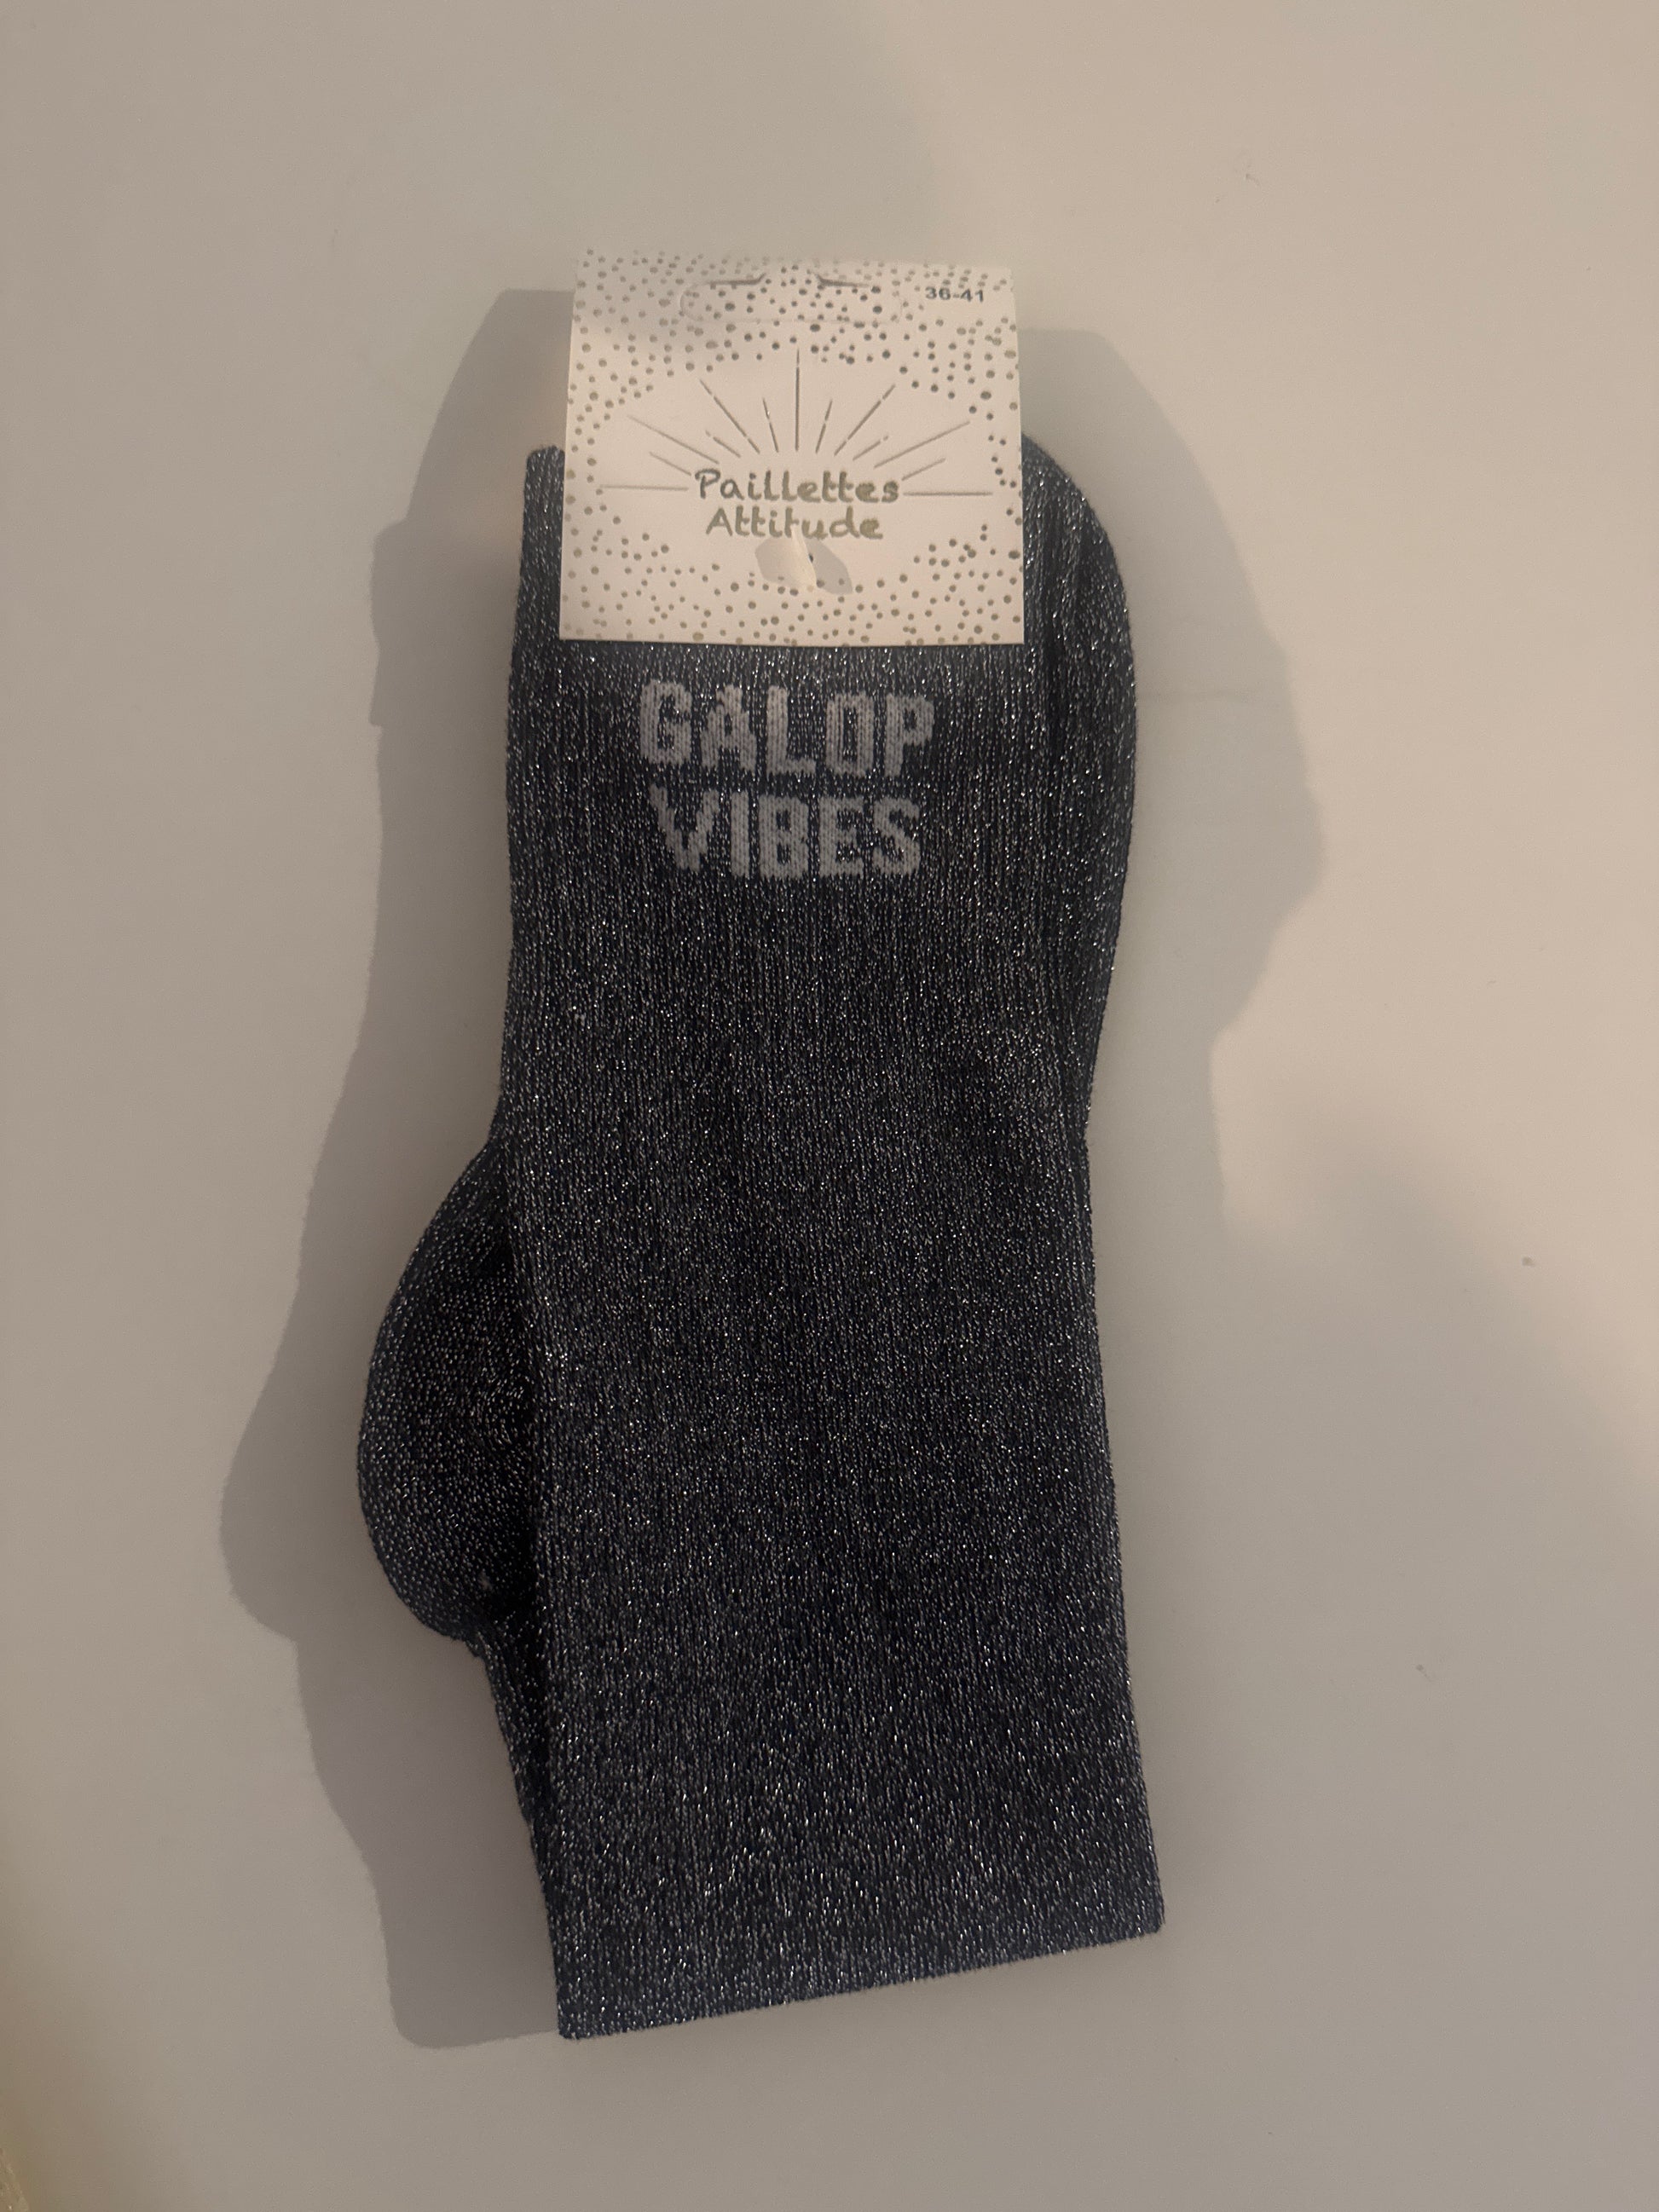 36-41
Paillettes
Attitude
GALOP
VIBES